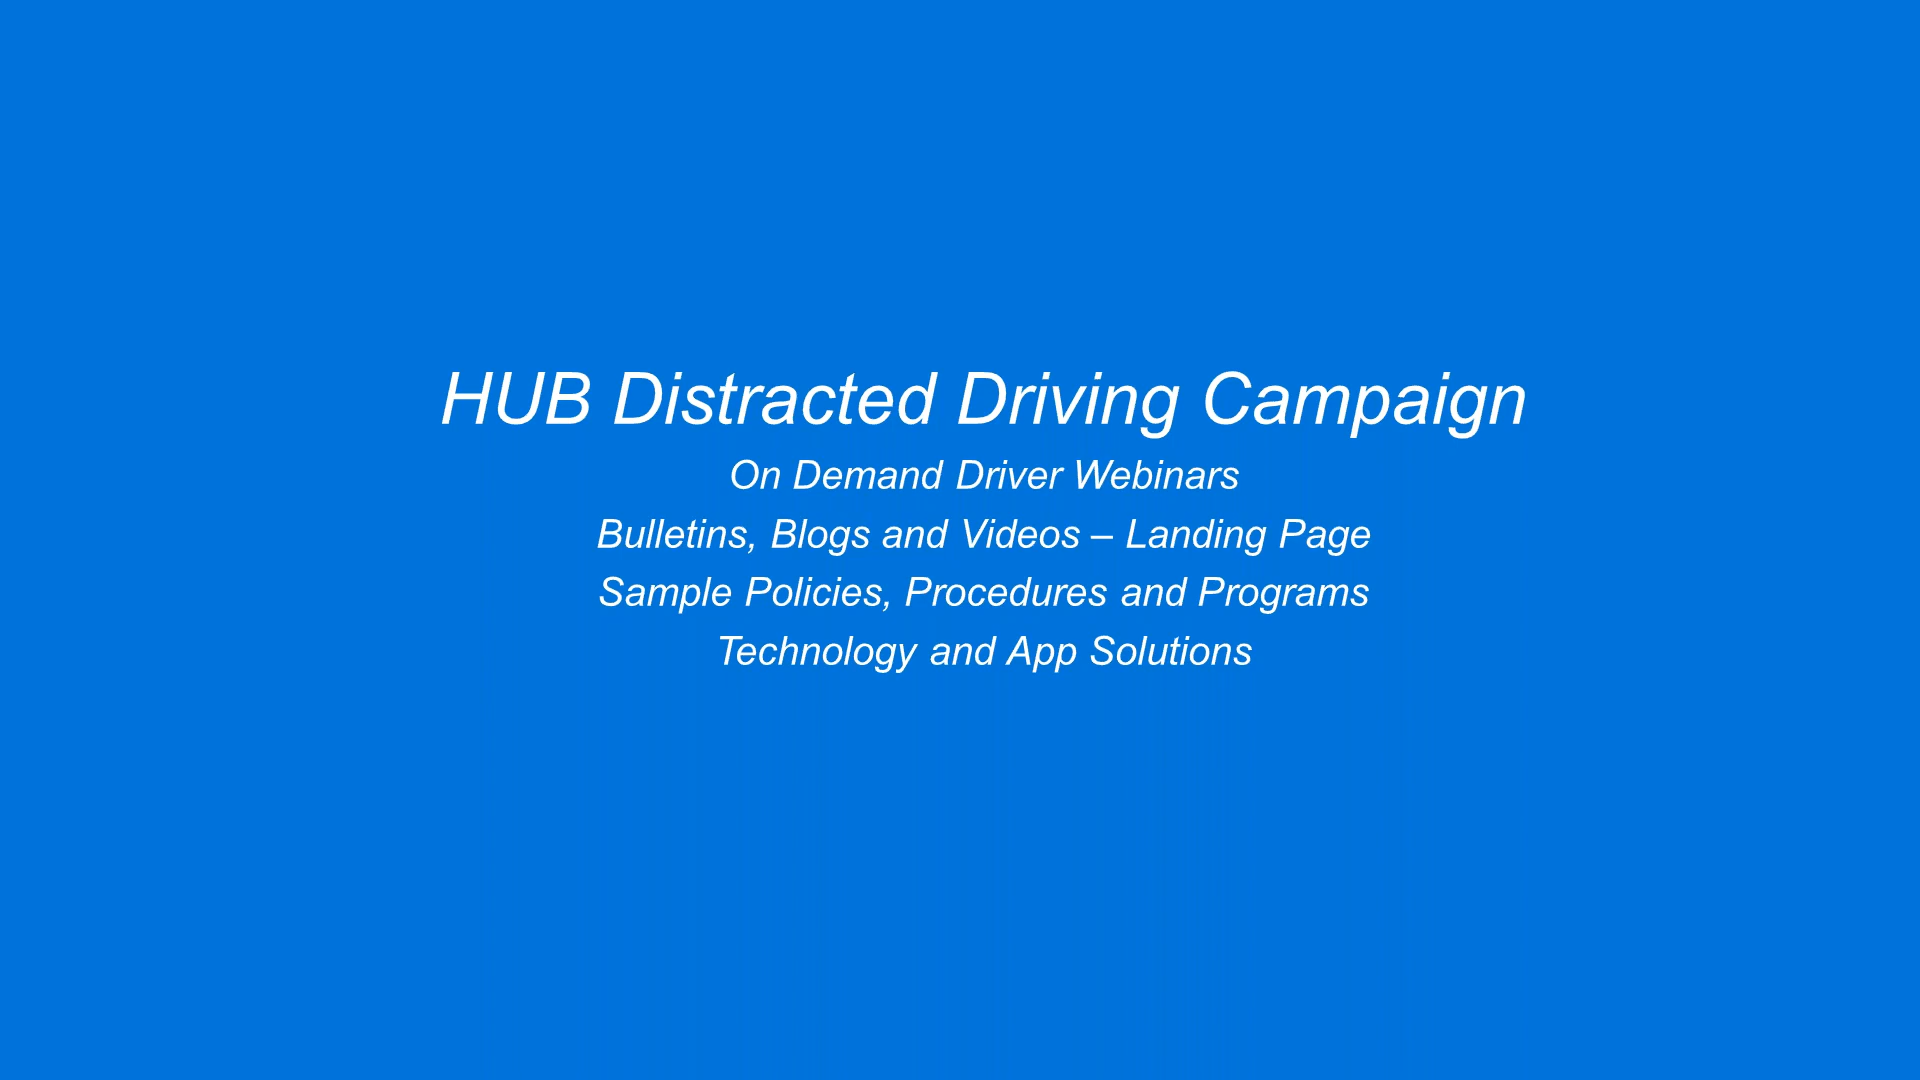 HUB Distracted Driving Campaign
On Demand Driver Webinars
Bulletins, Blogs and Videos – Landing Page
Sample Policies, Procedures and Programs
Technology and App Solutions